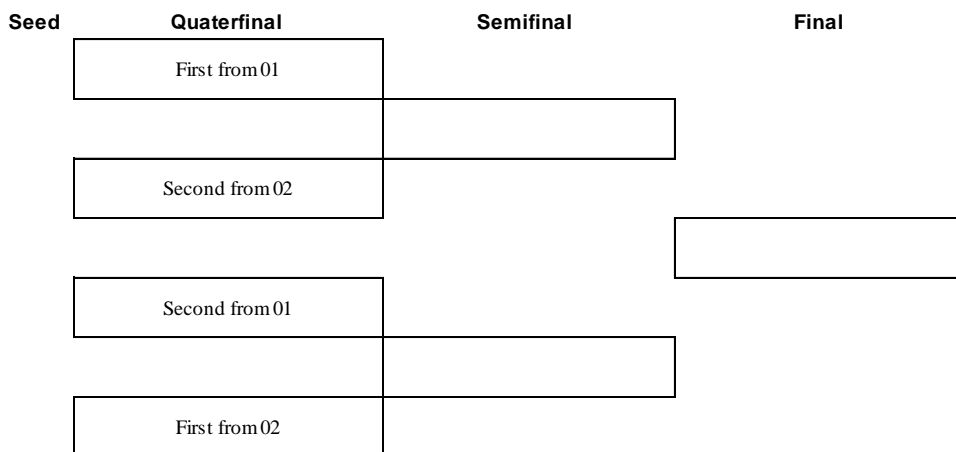 Seed Quaterfinal Semifinal Final
First from 01
Second from 02
Second from 01
First from 02